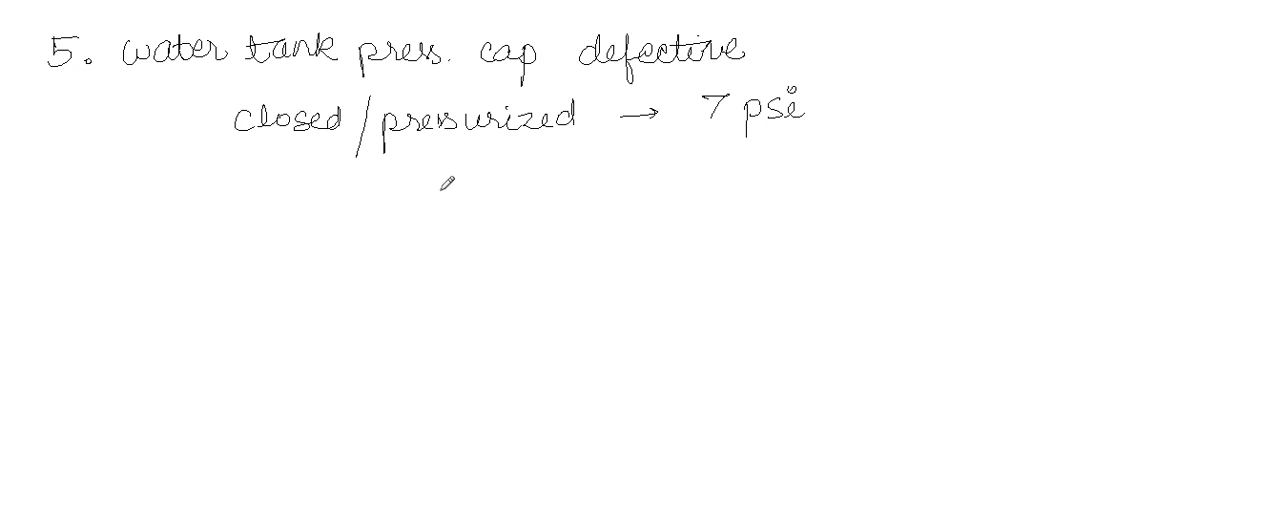 5. water tank press. cap defective
closed/pressurized → 7 psi